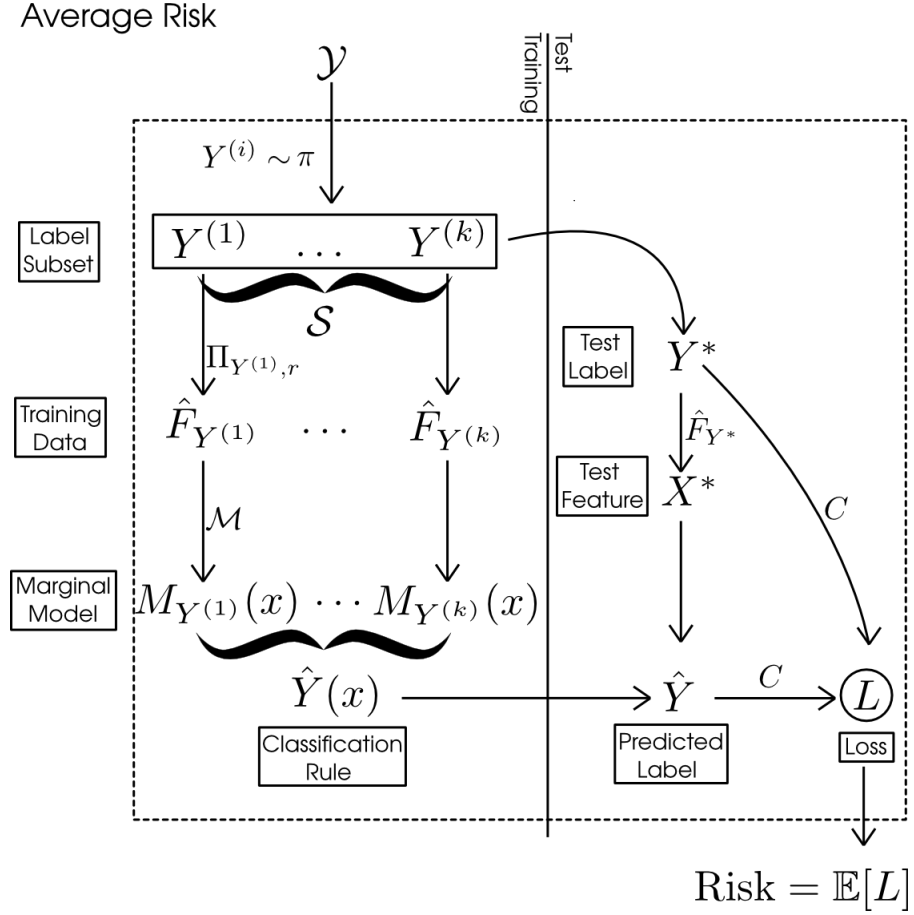 Average Risk
Test
Training
𝒴
Y^{(i)} ∼ π
Label
Subset
Y^{(1)} … Y^{(k)}
𝒮
Π_{Y^{(1)}, r}
Test
Label
Y*
Training
Data
F̂_{Y^{(1)}} … F̂_{Y^{(k)}}
F̂_{Y*}
Test
Feature
X*
C
ℳ
Marginal
Model
M_{Y^{(1)}}(x) ⋯ M_{Y^{(k)}}(x)
Ŷ(x)
Ŷ
C
L
Classification
Rule
Predicted
Label
Loss
Risk = 𝔼[L]